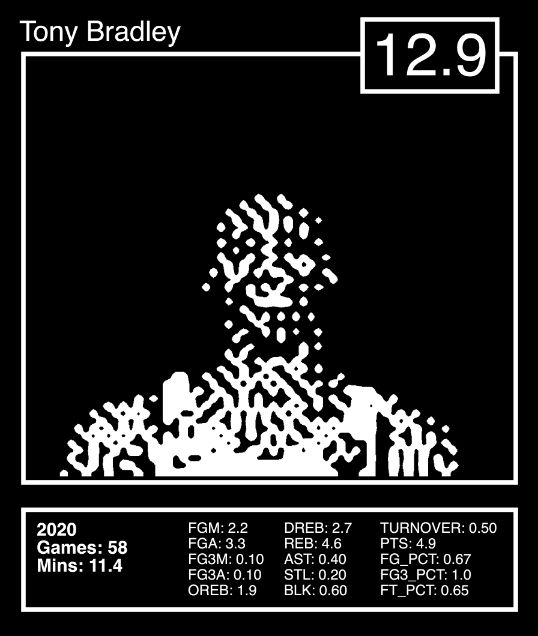 Tony Bradley
12.9
2020
Games: 58
Mins: 11.4
FGM: 2.2
FGA: 3.3
FG3M: 0.10
FG3A: 0.10
OREB: 1.9
DREB: 2.7
REB: 4.6
AST: 0.40
STL: 0.20
BLK: 0.60
TURNOVER: 0.50
PTS: 4.9
FG_PCT: 0.67
FG3_PCT: 1.0
FT_PCT: 0.65